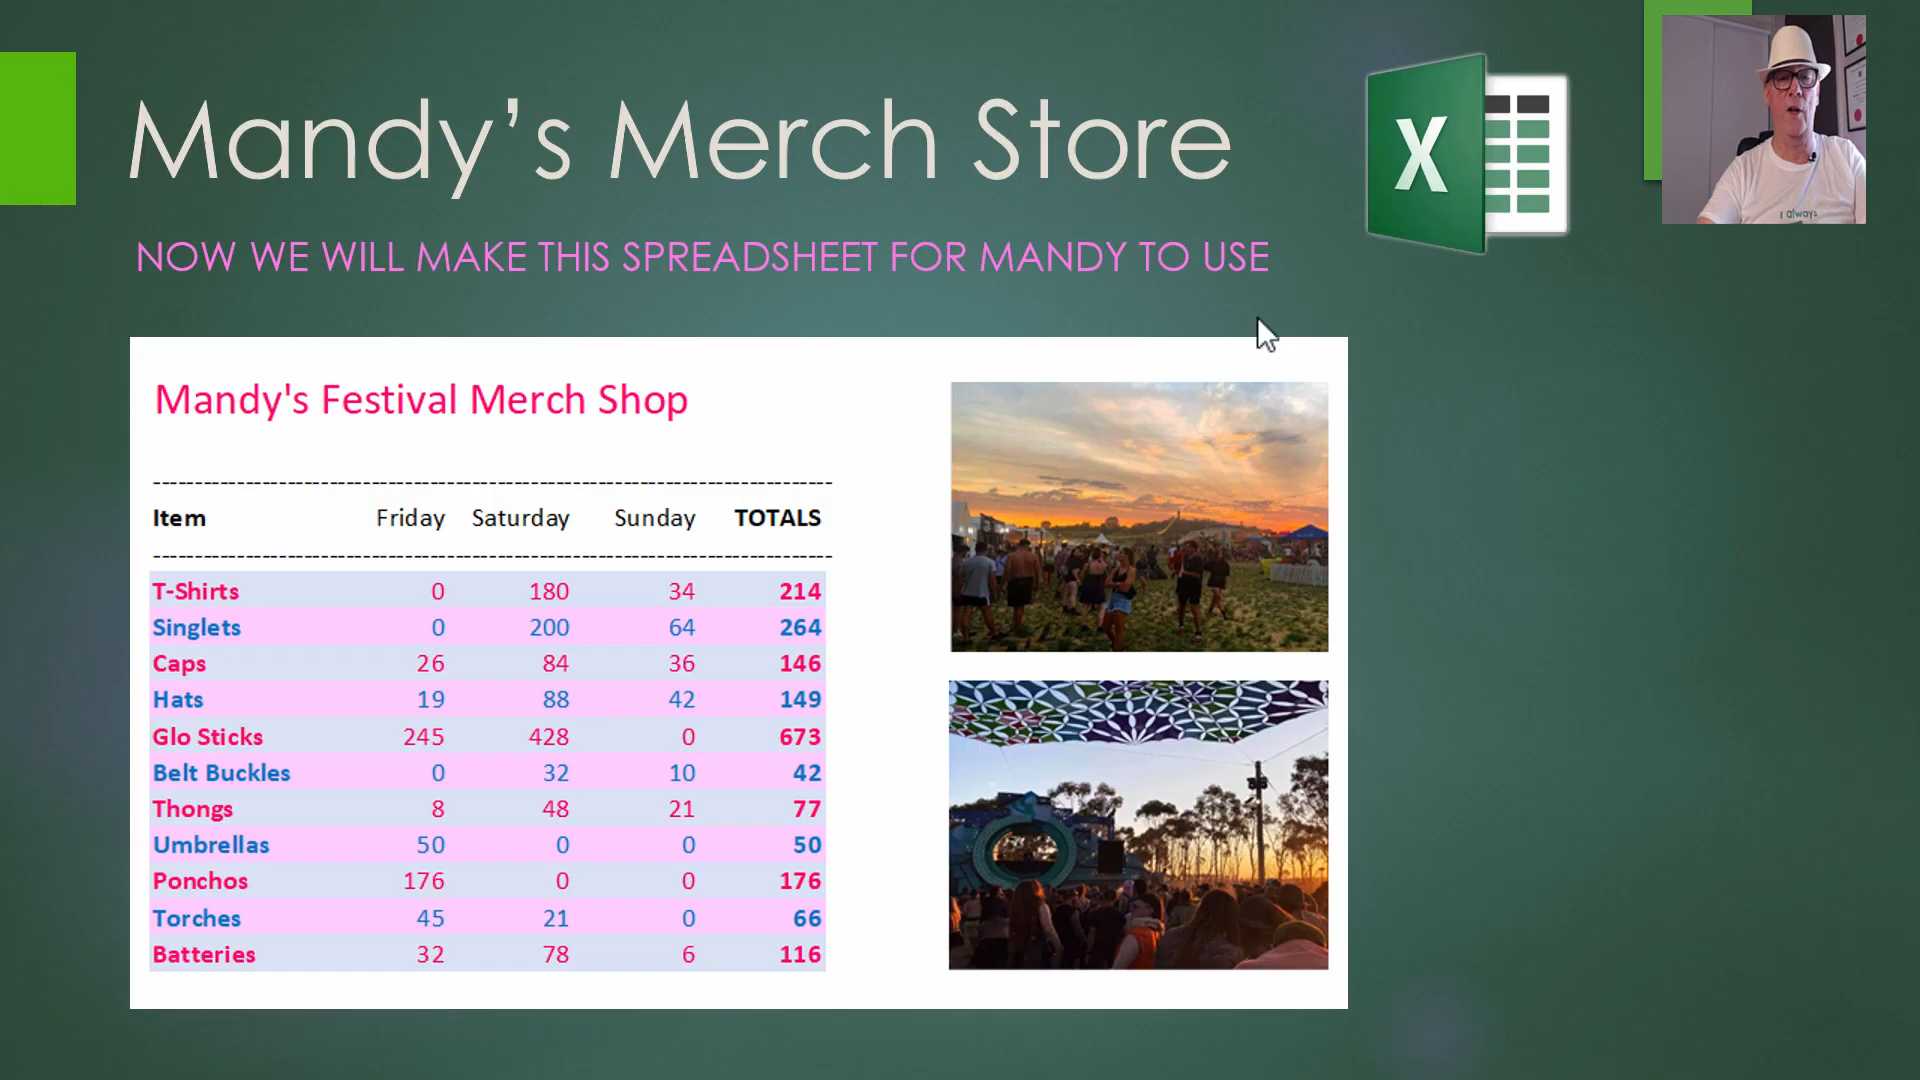 Mandy’s Merch Store
NOW WE WILL MAKE THIS SPREADSHEET FOR MANDY TO USE
X
I always
Mandy's Festival Merch Shop
Item Friday Saturday Sunday TOTALS
T-Shirts 0 180 34 214
Singlets 0 200 64 264
Caps 26 84 36 146
Hats 19 88 42 149
Glo Sticks 245 428 0 673
Belt Buckles 0 32 10 42
Thongs 8 48 21 77
Umbrellas 50 0 0 50
Ponchos 176 0 0 176
Torches 45 21 0 66
Batteries 32 78 6 116